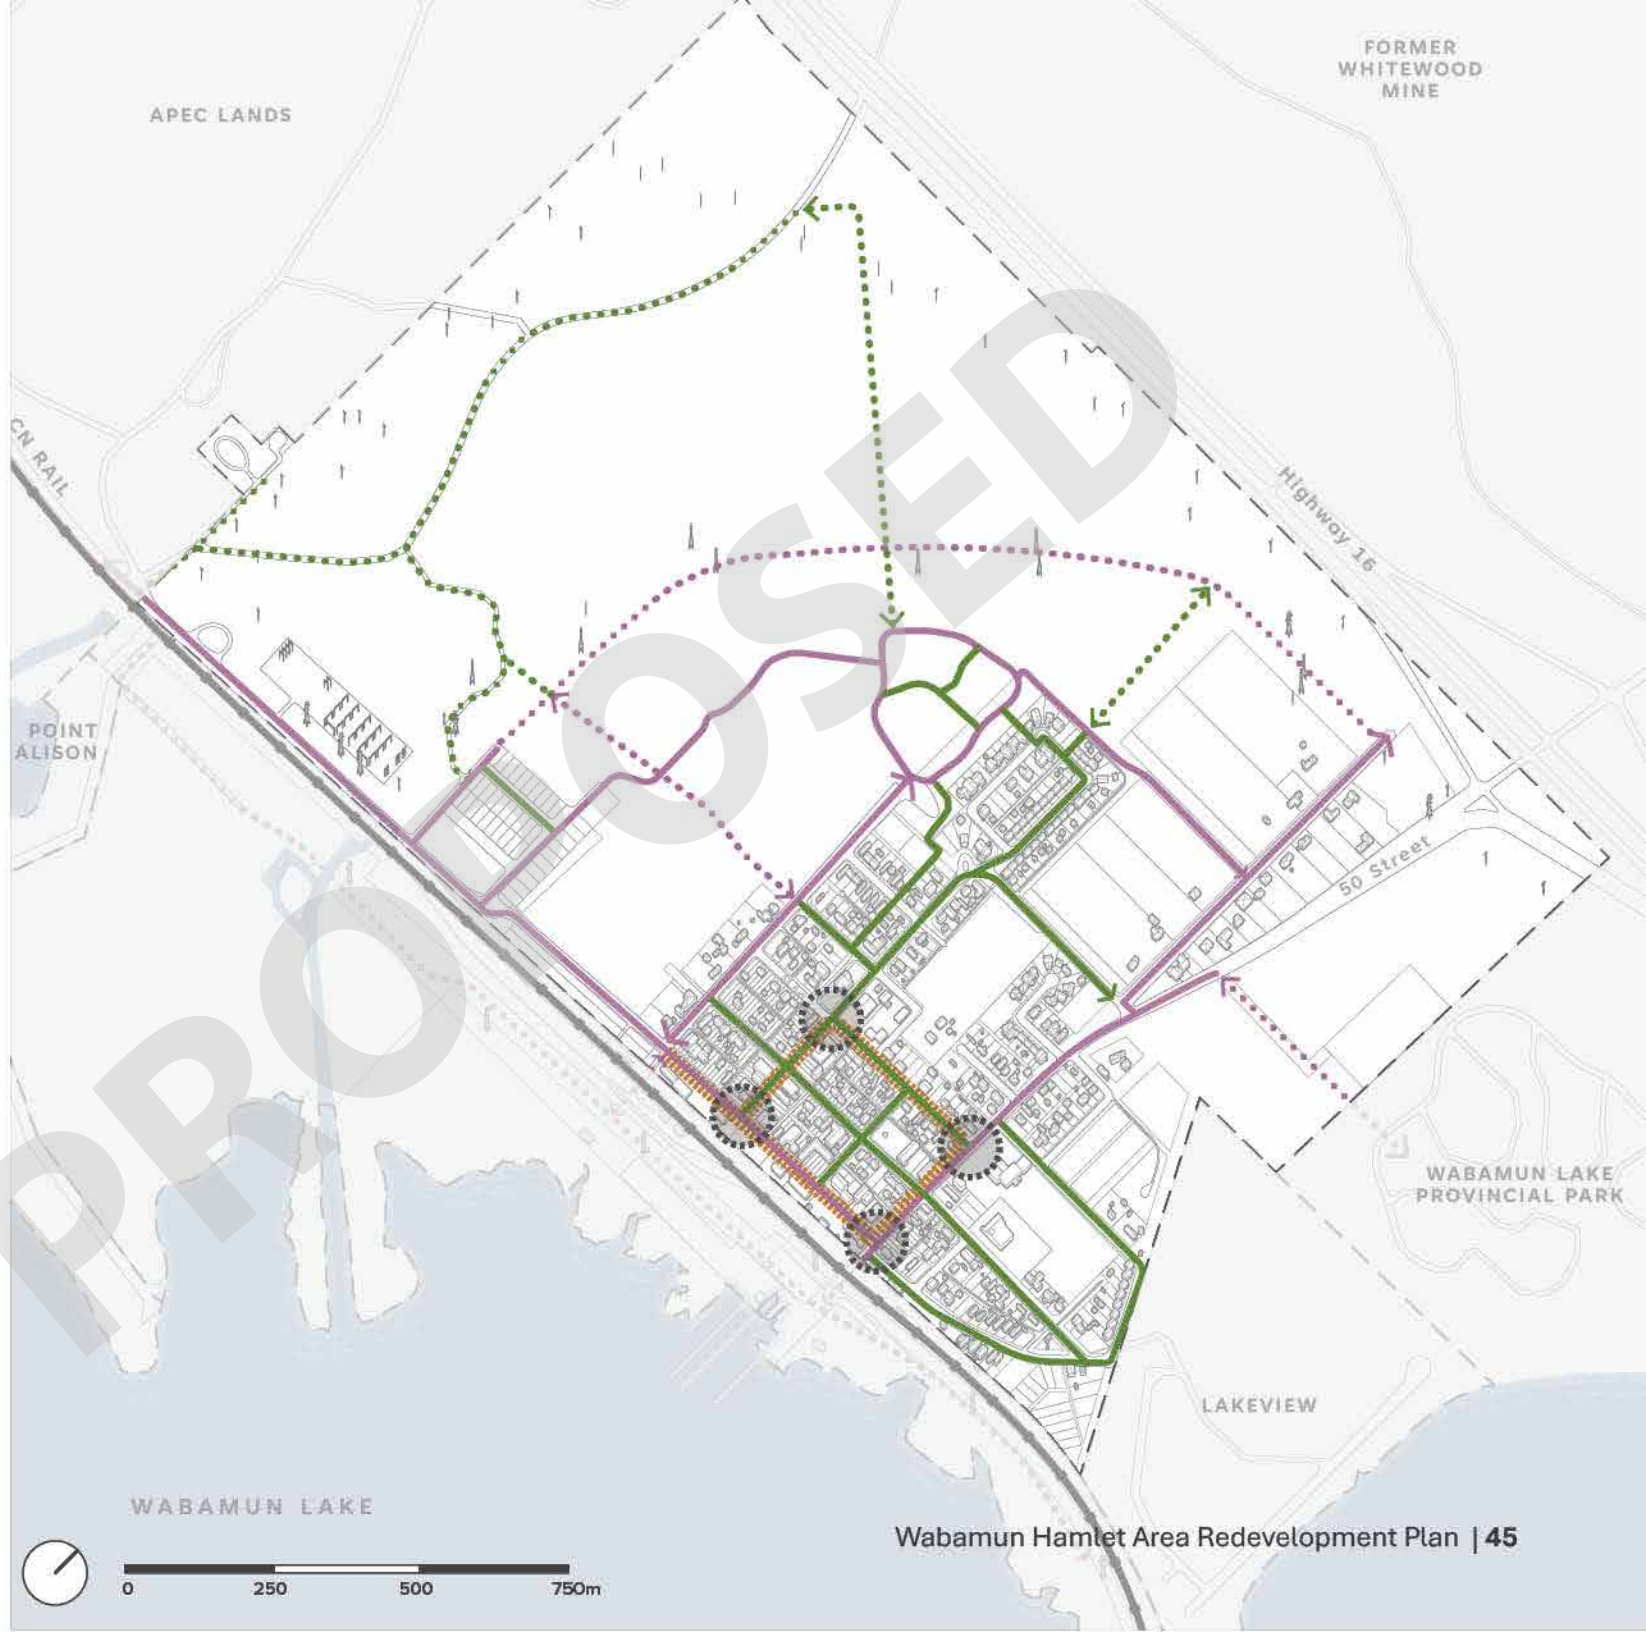 FORMER
WHITEWOOD
MINE
APEC LANDS
CN RAIL
Highway 16
POINT
ALISON
50 Street
PROPOSED
WABAMUN LAKE
PROVINCIAL PARK
LAKEVIEW
WABAMUN LAKE
Wabamun Hamlet Area Redevelopment Plan | 45
0 250 500 750m